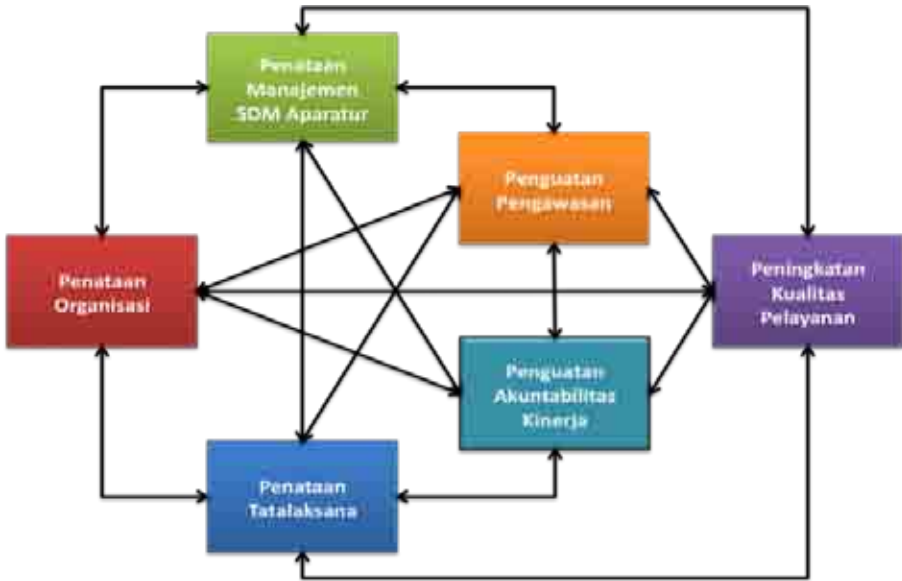 Penataan
Manajemen
SDM Aparatur
Penguatan
Pengawasan
Penataan
Organisasi
Peningkatan
Kualitas
Pelayanan
Penguatan
Akuntabilitas
Kinerja
Penataan
Tatalaksana